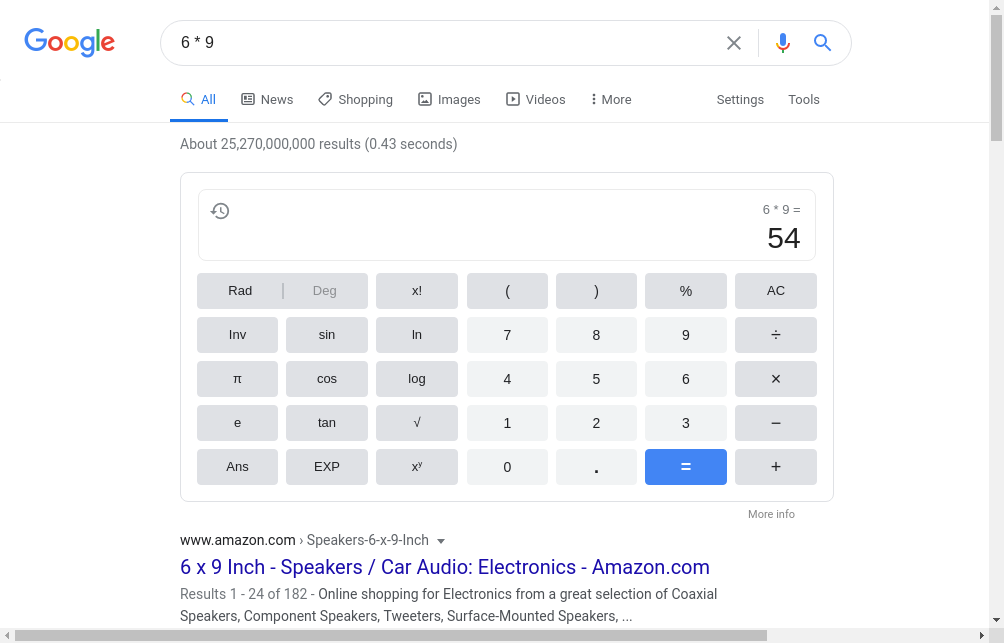 Google
6 * 9
All News Shopping Images Videos More Settings Tools
About 25,270,000,000 results (0.43 seconds)
6 * 9 =
54
Rad | Deg x! ( ) % AC
Inv sin ln 7 8 9 ÷
π cos log 4 5 6 ×
e tan √ 1 2 3 −
Ans EXP xʸ 0 . = +
More info
www.amazon.com › Speakers-6-x-9-Inch
6 x 9 Inch - Speakers / Car Audio: Electronics - Amazon.com
Results 1 - 24 of 182 - Online shopping for Electronics from a great selection of Coaxial
Speakers, Component Speakers, Tweeters, Surface-Mounted Speakers, ...